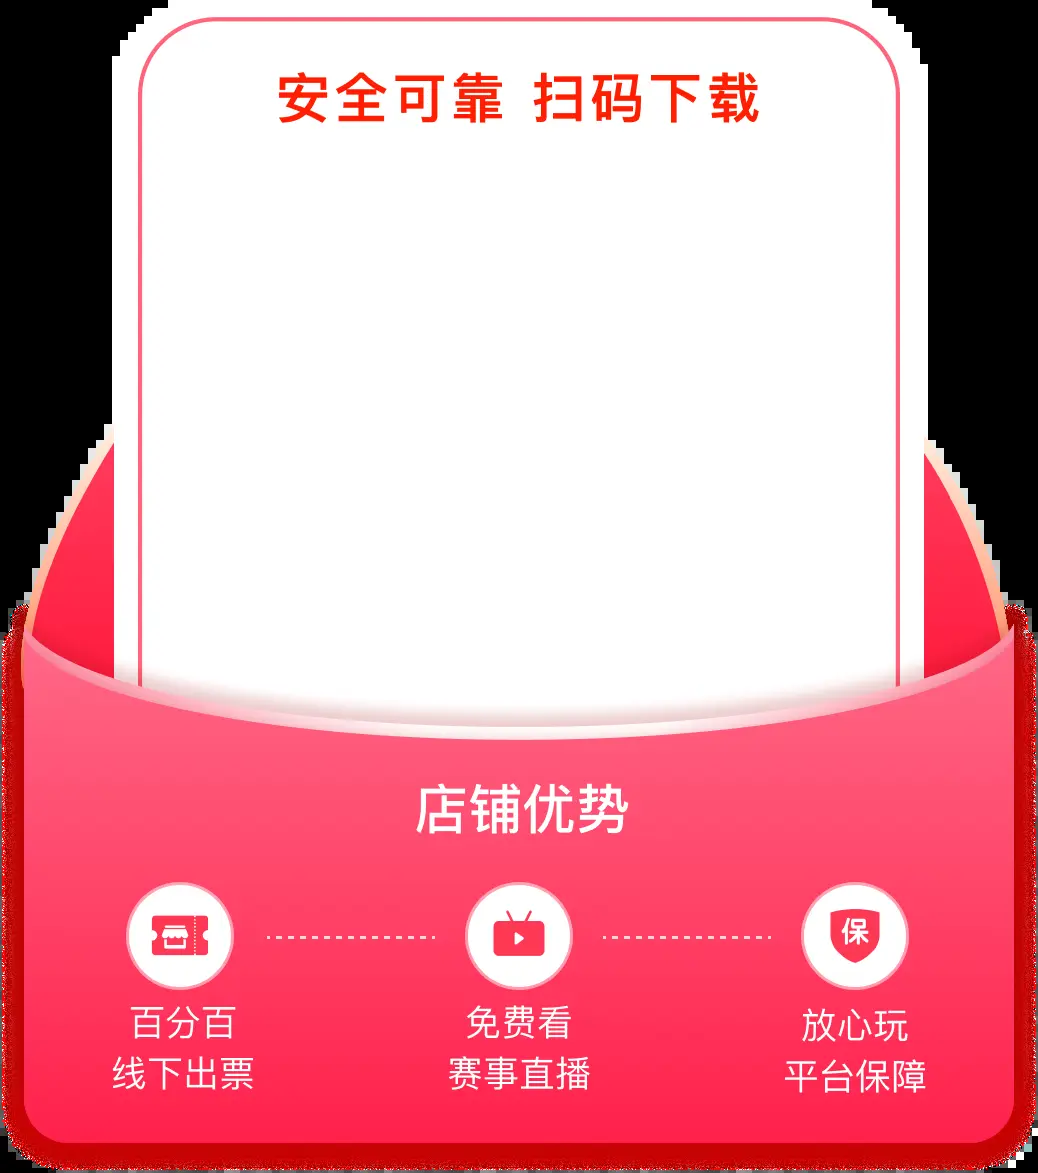 安全可靠 扫码下载
店铺优势
保
百分百
线下出票
免费看
赛事直播
放心玩
平台保障